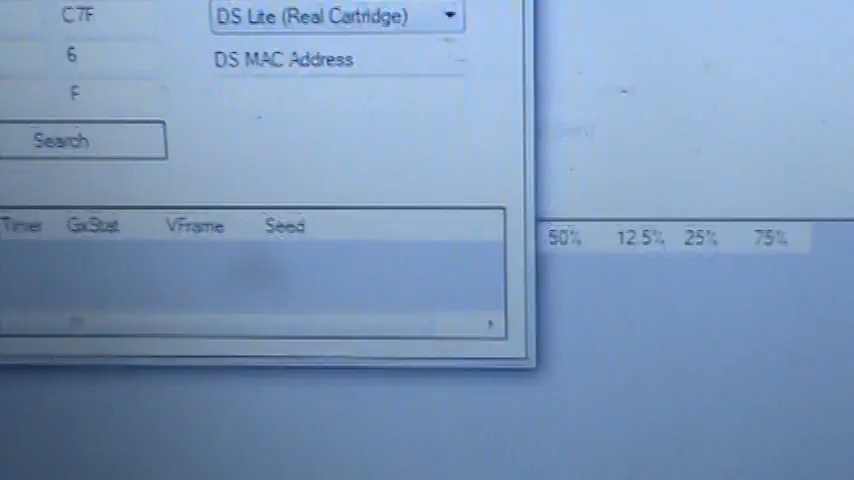 C7F
DS Lite (Real Cartridge)
6
DS MAC Address
F
Search
Timer GxStat VFrame Seed
50% 12.5% 25% 75%